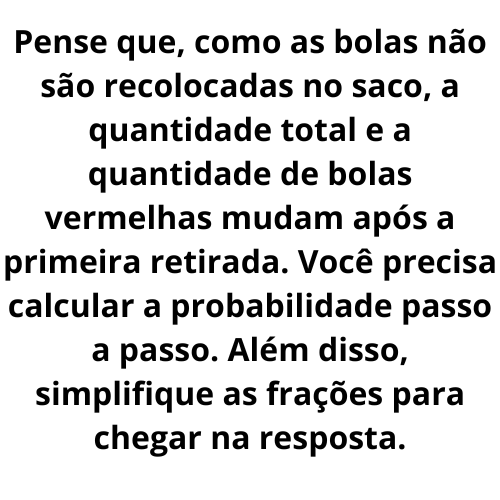 Pense que, como as bolas não
são recolocadas no saco, a
quantidade total e a
quantidade de bolas
vermelhas mudam após a
primeira retirada. Você precisa
calcular a probabilidade passo
a passo. Além disso,
simplifique as frações para
chegar na resposta.